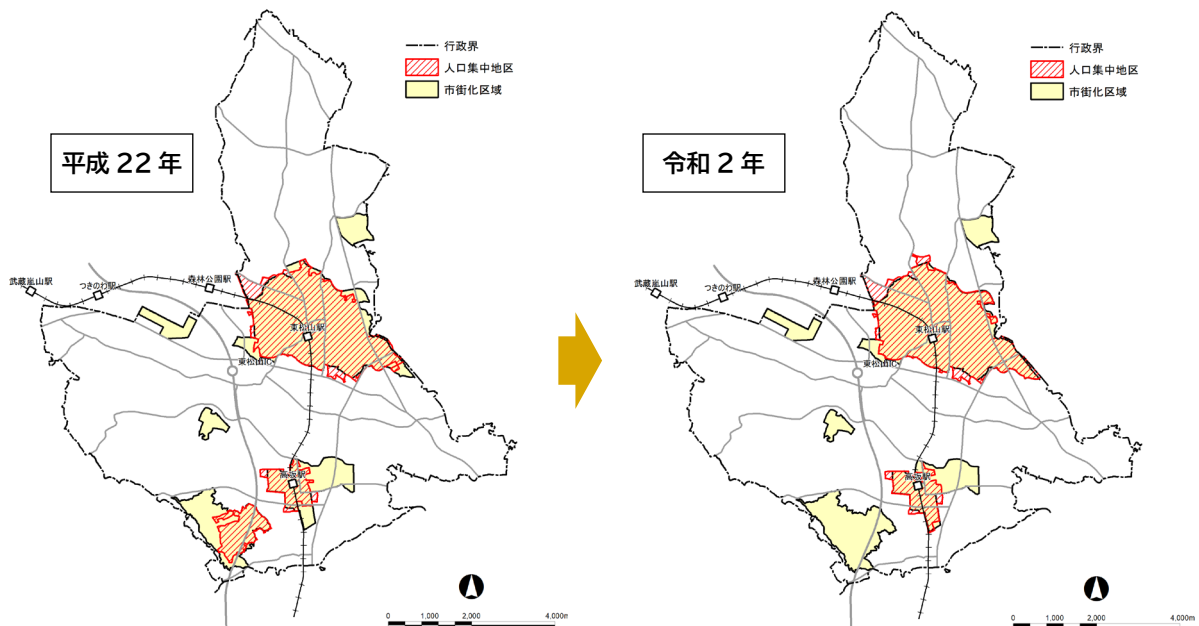 行政界
人口集中地区
市街化区域
平成 22 年
武蔵嵐山駅
つきのわ駅
森林公園駅
東松山駅
東松山IC
高坂駅
0 1,000 2,000 4,000m
行政界
人口集中地区
市街化区域
令和 2 年
武蔵嵐山駅
つきのわ駅
森林公園駅
東松山駅
東松山IC
高坂駅
0 1,000 2,000 4,000m